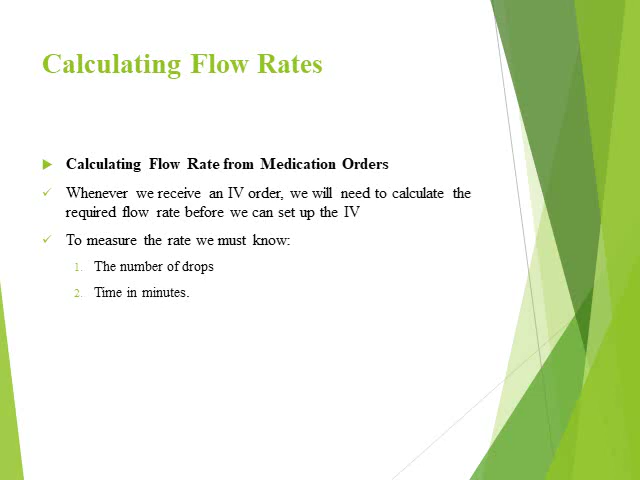 Calculating Flow Rates
Calculating Flow Rate from Medication Orders
Whenever we receive an IV order, we will need to calculate the
required flow rate before we can set up the IV
To measure the rate we must know:
1. The number of drops
2. Time in minutes.